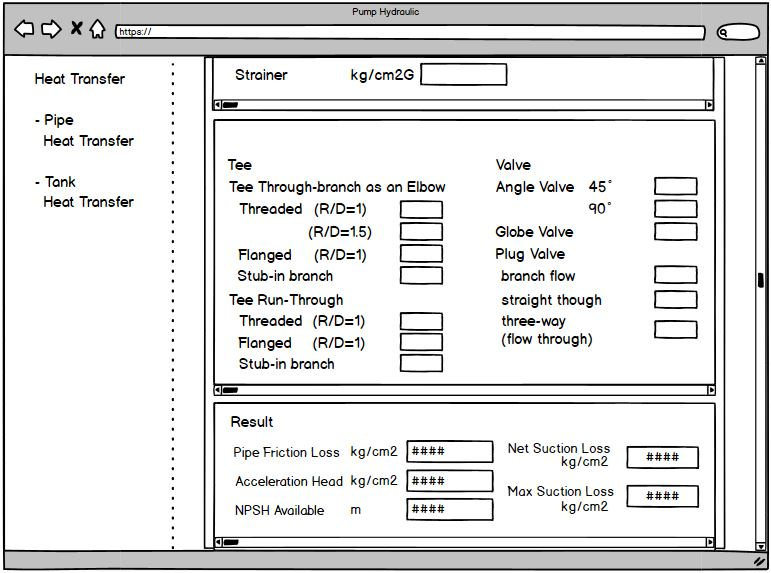 Pump Hydraulic
https://
Heat Transfer
- Pipe
Heat Transfer
- Tank
Heat Transfer
Strainer kg/cm2G
Tee
Tee Through-branch as an Elbow
Threaded (R/D=1)
(R/D=1.5)
Flanged (R/D=1)
Stub-in branch
Tee Run-Through
Threaded (R/D=1)
Flanged (R/D=1)
Stub-in branch
Valve
Angle Valve 45°
90°
Globe Valve
Plug Valve
branch flow
straight though
three-way
(flow through)
Result
Pipe Friction Loss kg/cm2 ####
Acceleration Head kg/cm2 ####
NPSH Available m ####
Net Suction Loss
kg/cm2 ####
Max Suction Loss
kg/cm2 ####